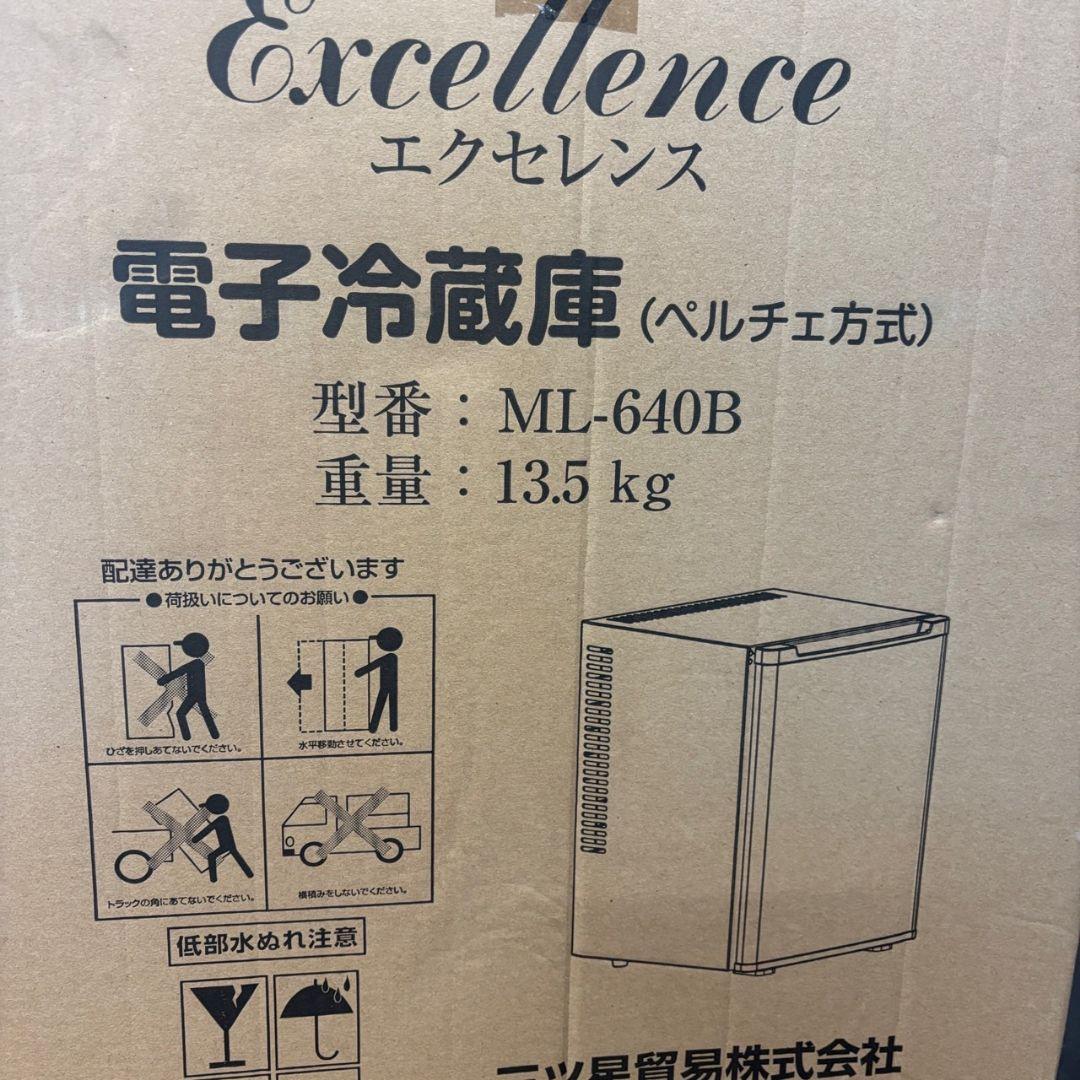 Excellence
エクセレンス
電子冷蔵庫(ペルチェ方式)
型番：ML-640B
重量：13.5 kg
配達ありがとうございます
●荷扱いについてのお願い●
ひざを押しあてないでください。
水平移動させてください。
トラックの角にあてないでください。
横積みをしないでください。
低部水ぬれ注意
三ツ星貿易株式会社